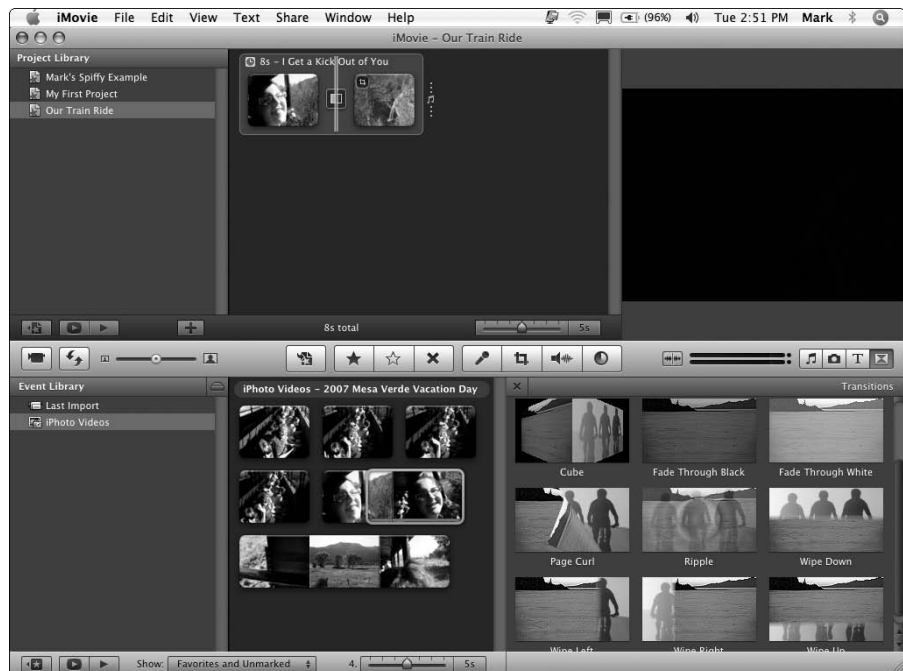 iMovie File Edit View Text Share Window Help (96%) Tue 2:51 PM Mark
iMovie – Our Train Ride
Project Library
Mark's Spiffy Example
My First Project
Our Train Ride
8s – I Get a Kick Out of You
8s total
5s
T
Event Library
Last Import
iPhoto Videos
iPhoto Videos – 2007 Mesa Verde Vacation Day
Transitions
Cube
Fade Through Black
Fade Through White
Page Curl
Ripple
Wipe Down
Wipe Left
Wipe Right
Wipe Up
Show: Favorites and Unmarked
4.
5s